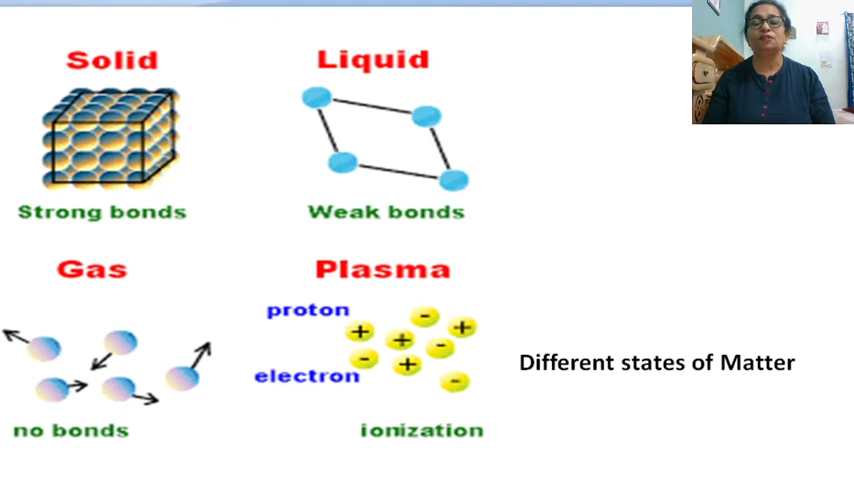 Solid
Liquid
Strong bonds
Weak bonds
Gas
Plasma
proton
electron
+
-
+
+
-
-
+
-
Different states of Matter
no bonds
ionization